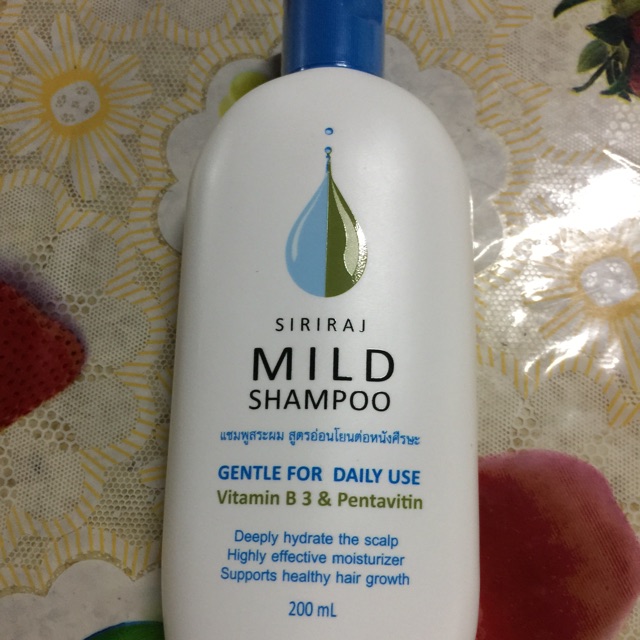 SIRIRAJ
MILD
SHAMPOO
แชมพูสระผม สูตรอ่อนโยนต่อหนังศีรษะ
GENTLE FOR DAILY USE
Vitamin B 3 & Pentavitin
Deeply hydrate the scalp
Highly effective moisturizer
Supports healthy hair growth
200 mL